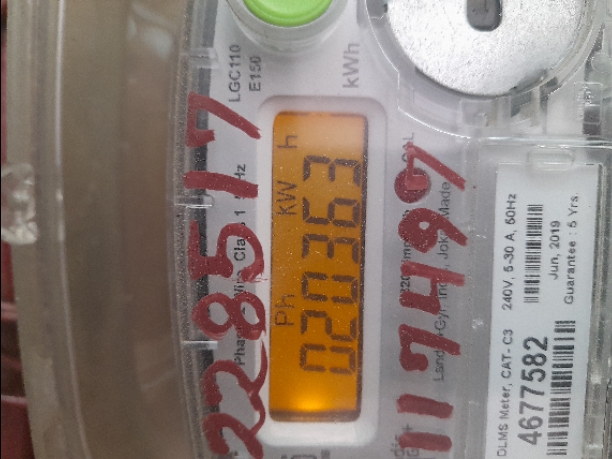 LGC110
E150
kWh
228517
Ph KW h
020363
117497
DLMS Meter, CAT- C3 240V, 5-30 A, 50Hz
4677582
Jun, 2019
Guarantee : 5 Yrs.